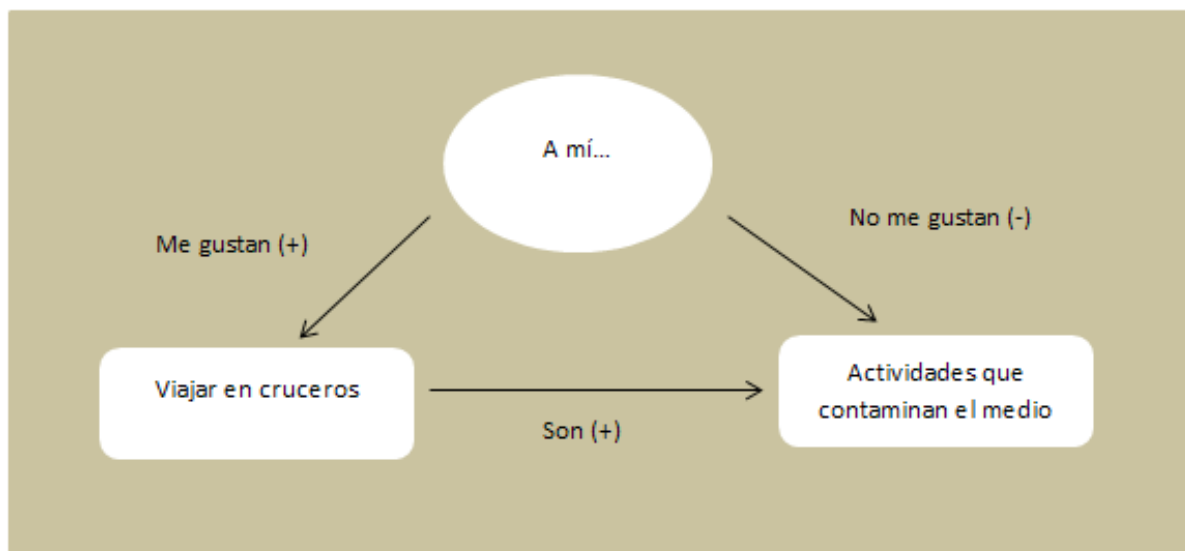 A mí...
Me gustan (+)
No me gustan (-)
Viajar en cruceros
Son (+)
Actividades que
contaminan el medio